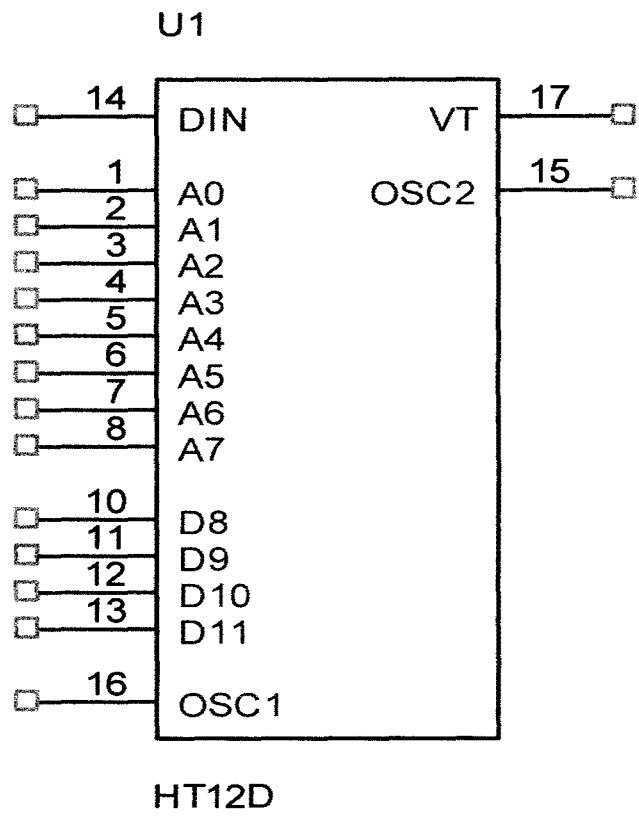 U1
14 DIN VT 17
1 A0 OSC2 15
2 A1
3 A2
4 A3
5 A4
6 A5
7 A6
8 A7
10 D8
11 D9
12 D10
13 D11
16 OSC1
HT12D